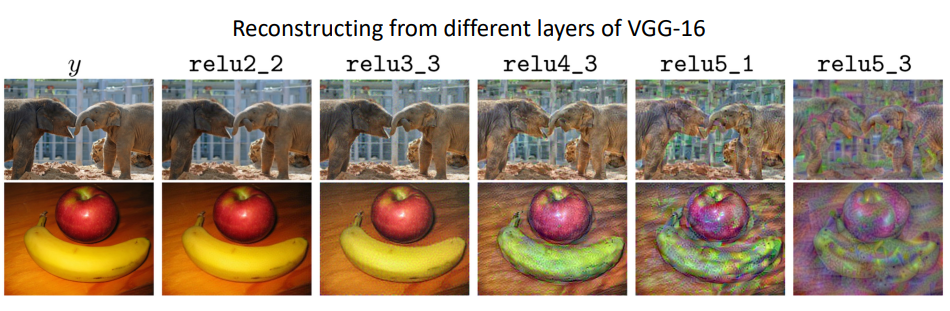 Reconstructing from different layers of VGG-16
y relu2_2 relu3_3 relu4_3 relu5_1 relu5_3